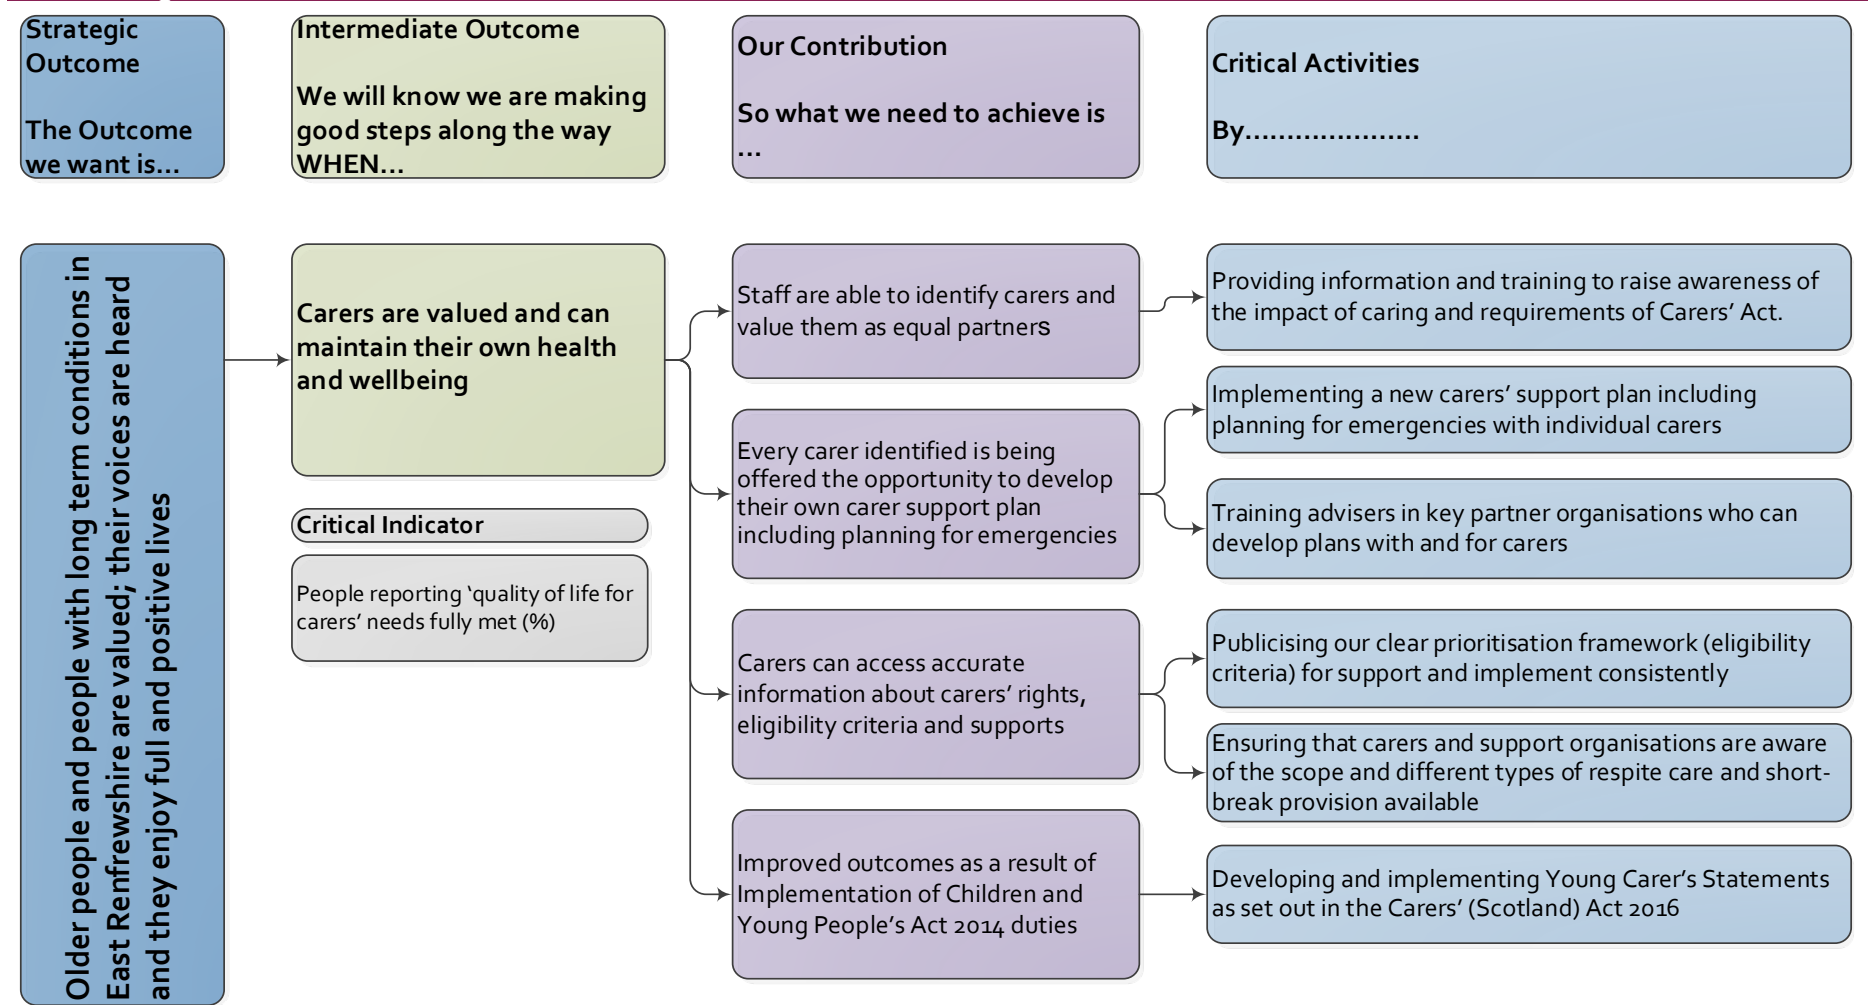 Strategic
Outcome
The Outcome
we want is...
Intermediate Outcome
We will know we are making
good steps along the way
WHEN...
Our Contribution
So what we need to achieve is
...
Critical Activities
By.....................
Older people and people with long term conditions in
East Renfrewshire are valued; their voices are heard
and they enjoy full and positive lives
Carers are valued and can
maintain their own health
and wellbeing
Critical Indicator
People reporting ‘quality of life for
carers’ needs fully met (%)
Staff are able to identify carers and
value them as equal partners
Every carer identified is being
offered the opportunity to develop
their own carer support plan
including planning for emergencies
Carers can access accurate
information about carers’ rights,
eligibility criteria and supports
Improved outcomes as a result of
Implementation of Children and
Young People’s Act 2014 duties
Providing information and training to raise awareness of
the impact of caring and requirements of Carers’ Act.
Implementing a new carers’ support plan including
planning for emergencies with individual carers
Training advisers in key partner organisations who can
develop plans with and for carers
Publicising our clear prioritisation framework (eligibility
criteria) for support and implement consistently
Ensuring that carers and support organisations are aware
of the scope and different types of respite care and short-
break provision available
Developing and implementing Young Carer’s Statements
as set out in the Carers’ (Scotland) Act 2016